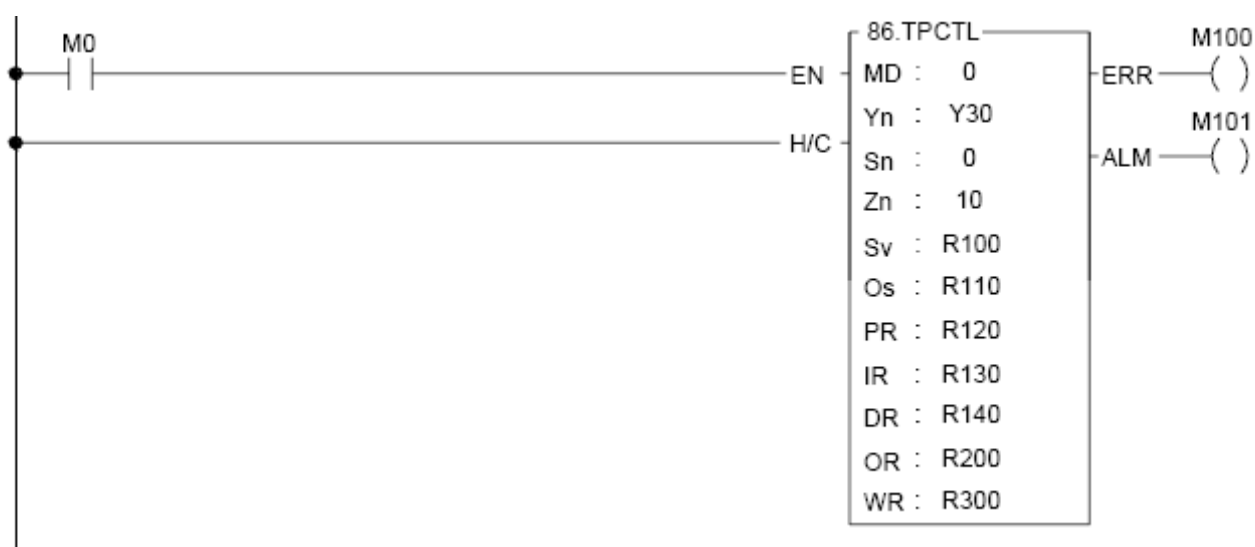 M0
EN
H/C
86.TPCTL
MD : 0
Yn : Y30
Sn : 0
Zn : 10
Sv : R100
Os : R110
PR : R120
IR : R130
DR : R140
OR : R200
WR : R300
M100
ERR ( )
M101
ALM ( )